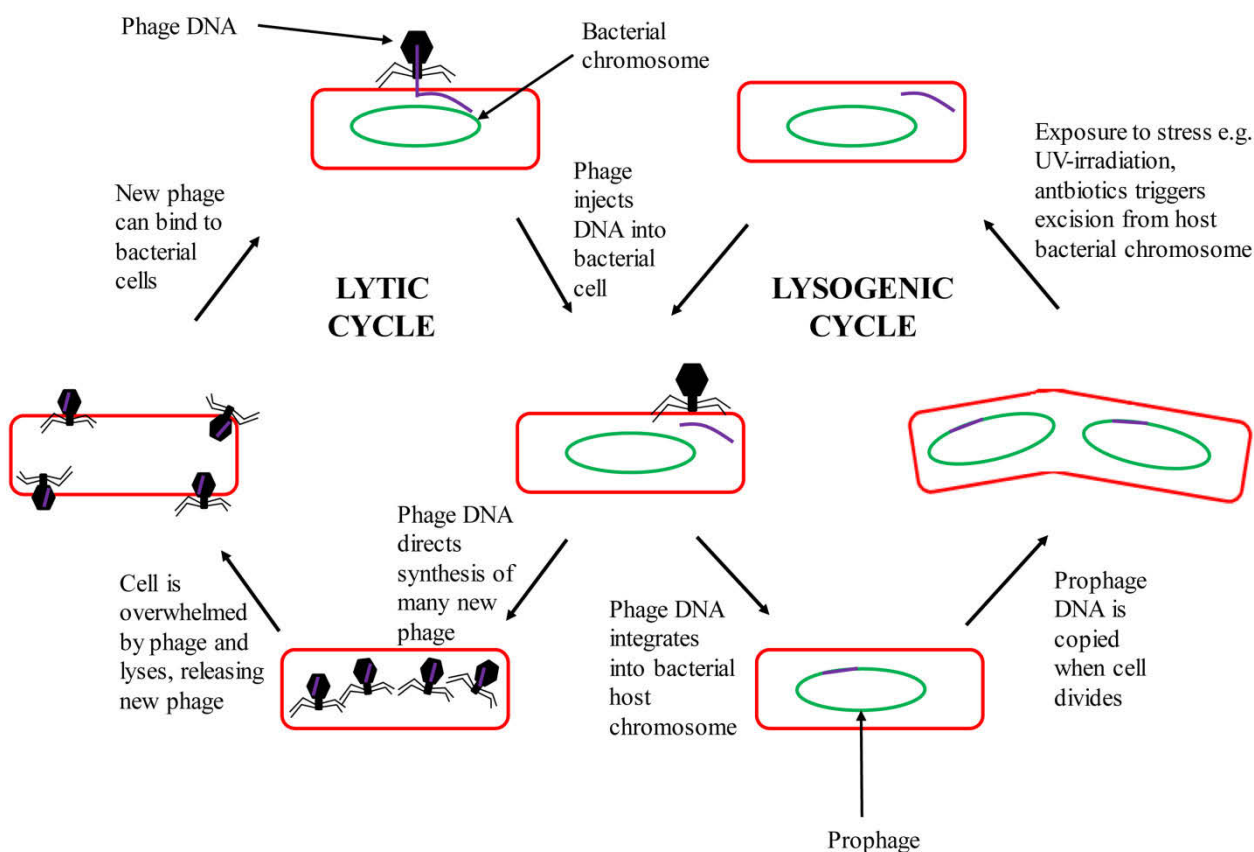 Phage DNA
Bacterial
chromosome
Exposure to stress e.g.
UV-irradiation,
antbiotics triggers
excision from host
bacterial chromosome
New phage
can bind to
bacterial
cells
Phage
injects
DNA into
bacterial
cell
LYTIC
CYCLE
LYSOGENIC
CYCLE
Phage DNA
directs
synthesis of
many new
phage
Cell is
overwhelmed
by phage and
lyses, releasing
new phage
Phage DNA
integrates
into bacterial
host
chromosome
Prophage
DNA is
copied
when cell
divides
Prophage